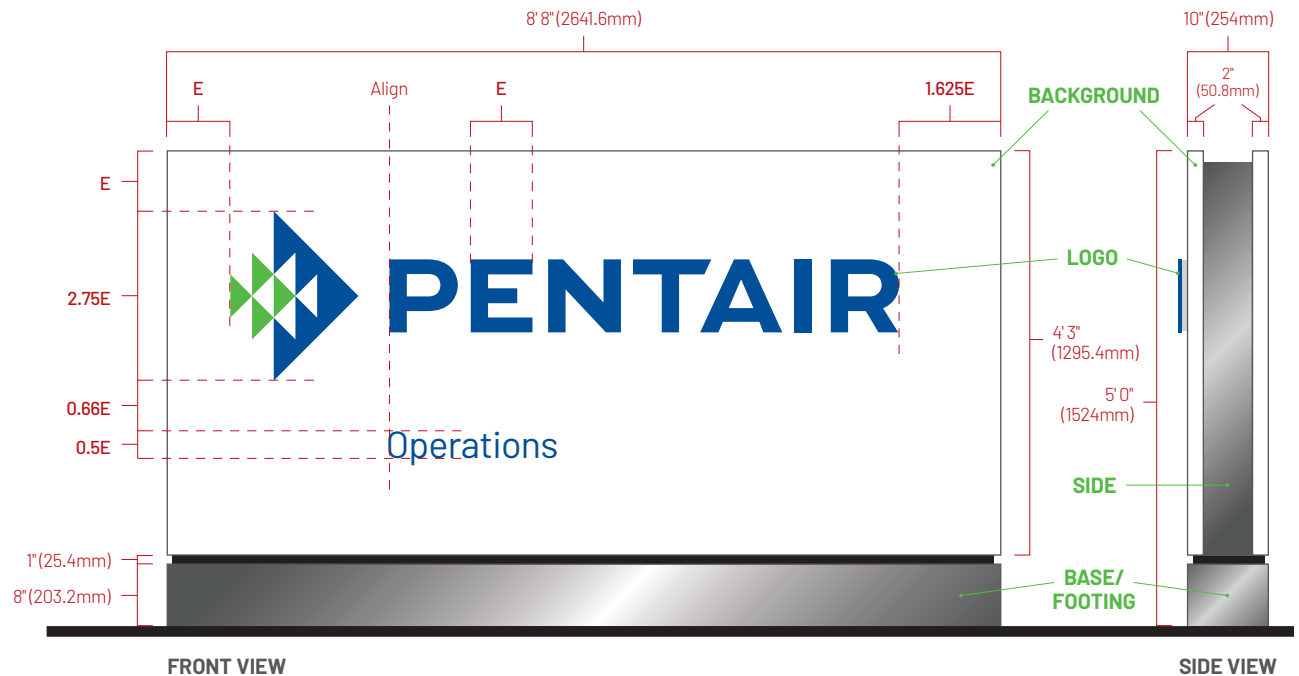 8' 8" (2641.6mm)
10" (254mm)
E
Align
E
1.625E
2"
(50.8mm)
BACKGROUND
E
PENTAIR
LOGO
2.75E
4' 3"
(1295.4mm)
5' 0"
(1524mm)
0.66E
0.5E
Operations
SIDE
1" (25.4mm)
8" (203.2mm)
BASE/
FOOTING
FRONT VIEW
SIDE VIEW